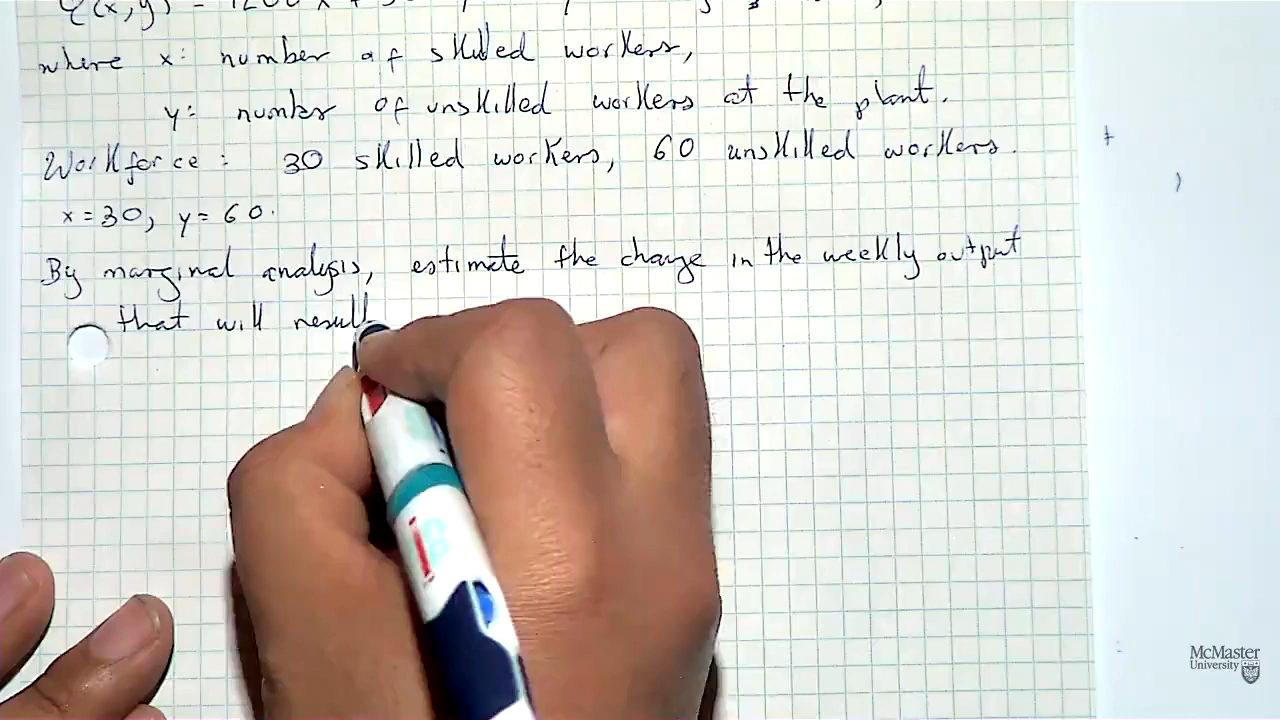 Q(x,y) = 1200x +
where x: number of skilled workers,
y: number of unskilled workers at the plant.
Workforce: 30 skilled workers, 60 unskilled workers.
x=30, y=60.
By marginal analysis, estimate the change in the weekly output
that will result
McMaster
University